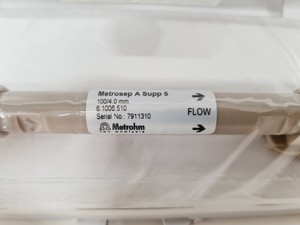 Metrosep A Supp 5
100/4.0 mm
6.1006.510
Serial No.: 7911310
Metrohm
FLOW